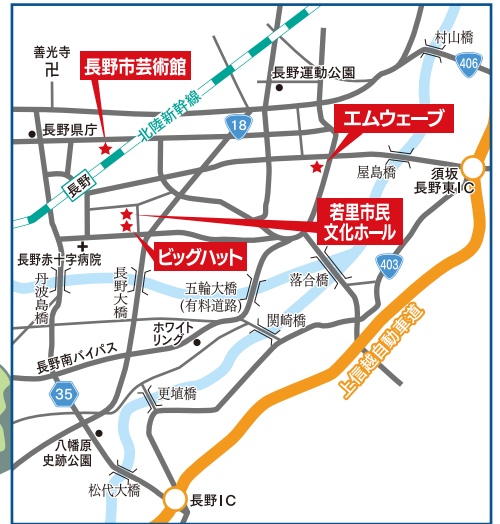 村山橋
善光寺
卍
長野市芸術館
長野運動公園
406
北陸新幹線
18
エムウェーブ
長野県庁
屋島橋
須坂
長野東IC
長野
若里市民
文化ホール
ビッグハット
長野赤十字病院
403
丹波島橋
長野大橋
五輪大橋
(有料道路)
落合橋
関崎橋
ホワイト
リング
上信越自動車道
長野南バイパス
35
更埴橋
八幡原
史跡公園
松代大橋
長野IC